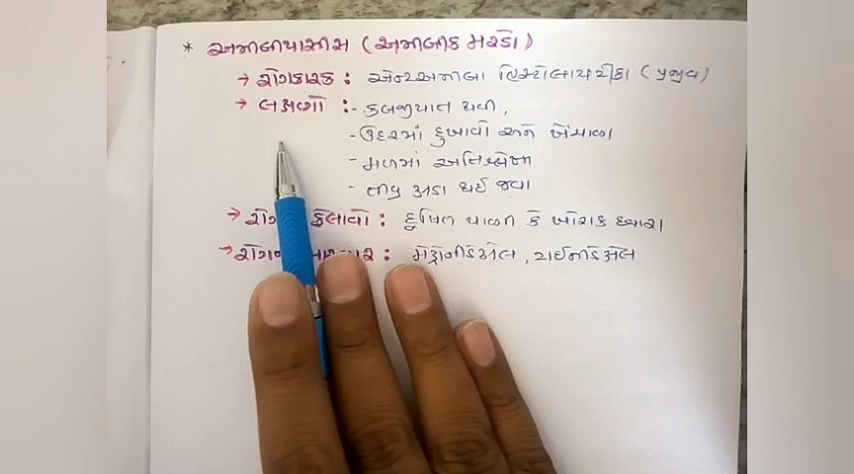 * અમીબીયાસીસ (અમીબીક મરડો)
→ રોગકારક : એન્ટઅમીબા હિસ્ટોલાયટીકા (પ્રજીવ)
→ લક્ષણો :- કબજીયાત થવી,
- ઉદરમાં દુખાવો અને ખેંચાણ
- મળમાં અતિશ્લેષ્મ
- તીવ્ર ઝાડા થઈ જવા
→ ફેલાવો : દૂષિત પાણી કે ખોરાક દ્વારા
→ : મેટ્રોનીડેઝોલ, ટાઈનીડેઝોલ